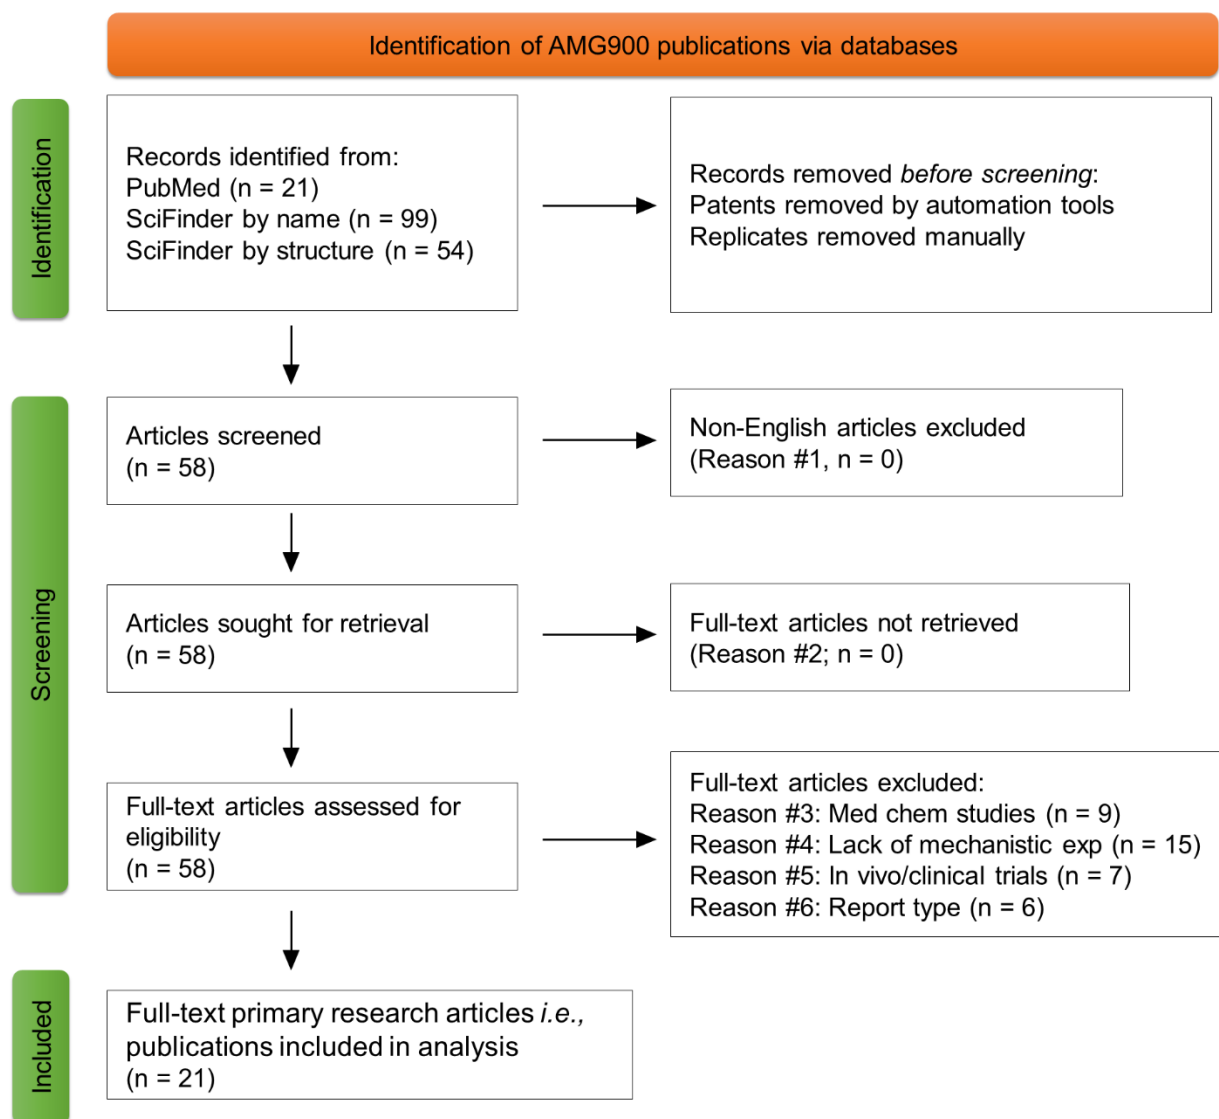 Identification of AMG900 publications via databases
Identification
Records identified from:
PubMed (n = 21)
SciFinder by name (n = 99)
SciFinder by structure (n = 54)
Records removed before screening:
Patents removed by automation tools
Replicates removed manually
Screening
Articles screened
(n = 58)
Non-English articles excluded
(Reason #1, n = 0)
Articles sought for retrieval
(n = 58)
Full-text articles not retrieved
(Reason #2; n = 0)
Full-text articles assessed for
eligibility
(n = 58)
Full-text articles excluded:
Reason #3: Med chem studies (n = 9)
Reason #4: Lack of mechanistic exp (n = 15)
Reason #5: In vivo/clinical trials (n = 7)
Reason #6: Report type (n = 6)
Included
Full-text primary research articles i.e.,
publications included in analysis
(n = 21)